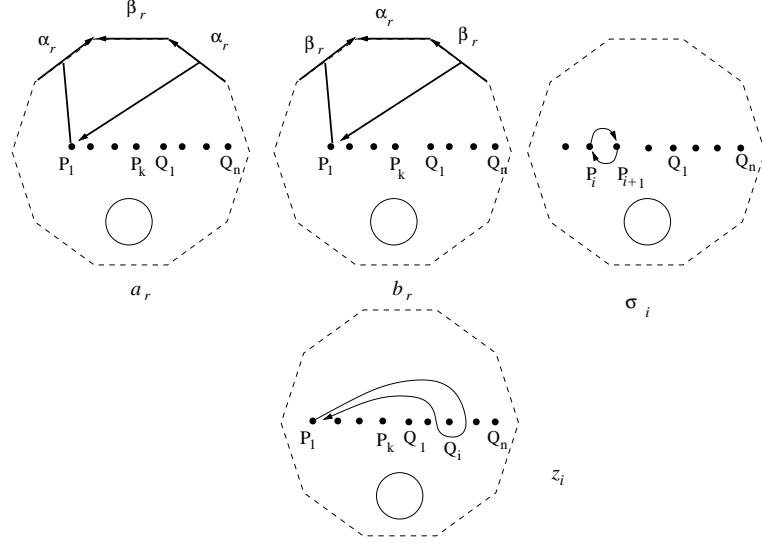 β_r α_r
α_r α_r β_r β_r
P_1 P_k Q_1 Q_n P_1 P_k Q_1 Q_n P_i P_{i+1} Q_1 Q_n
a_r b_r σ_i
P_1 P_k Q_1 Q_i Q_n
z_i